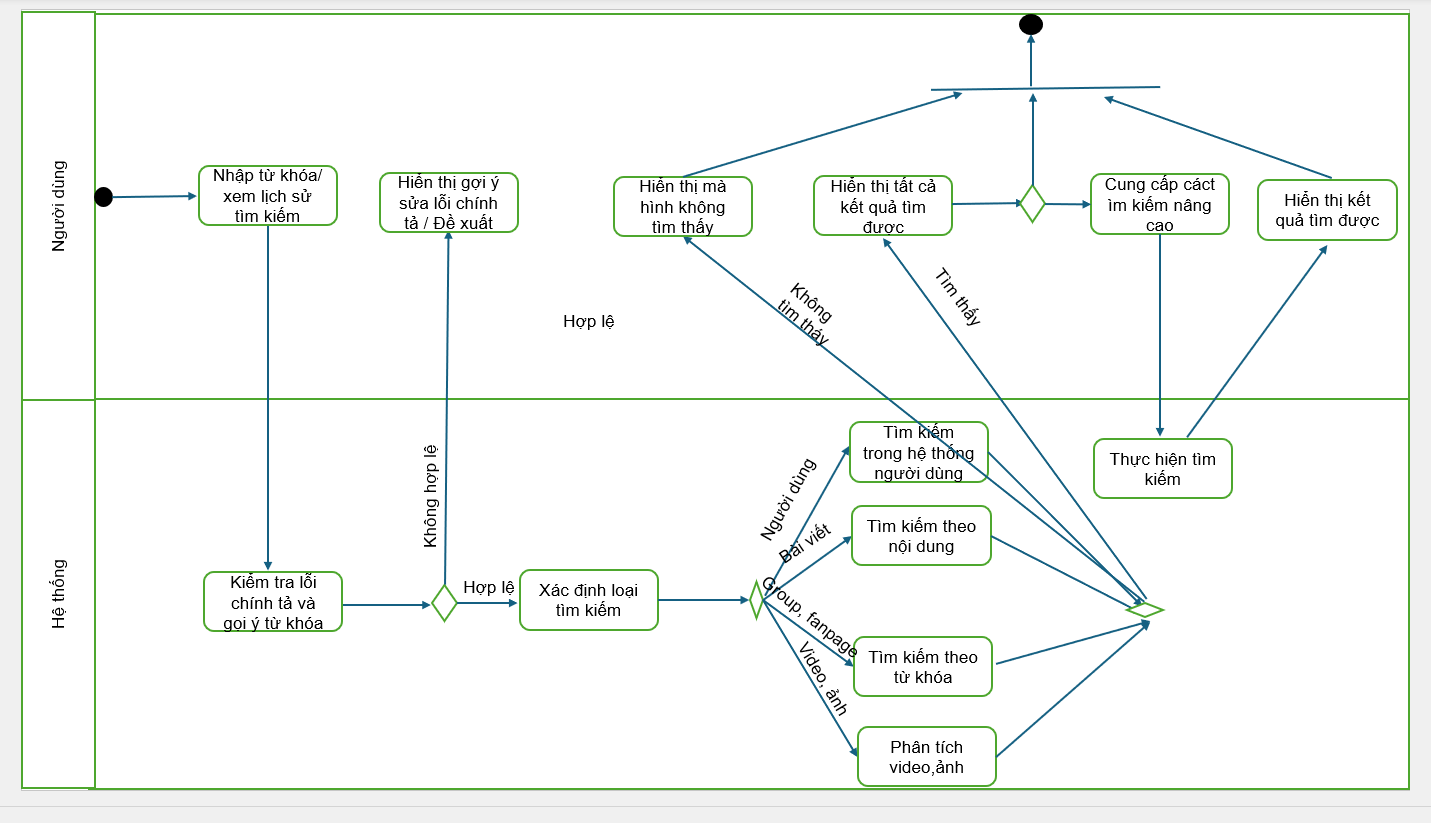 Người dùng
Nhập từ khóa/
xem lịch sử
tìm kiếm
Hiển thị gợi ý
sửa lỗi chính
tả / Đề xuất
Hiển thị mà
hình không
tìm thấy
Hiển thị tất cả
kết quả tìm
được
Cung cấp cáct
ìm kiếm nâng
cao
Hiển thị kết
quả tìm được
Hợp lệ
Không
tìm tháy
Tìm thấy
Hệ thống
Kiểm tra lỗi
chính tả và
gọi ý từ khóa
Không hợp lệ
Hợp lệ
Xác định loại
tìm kiếm
Người dùng
Bài viết
Group, fanpage
Video, ảnh
Tìm kiếm
trong hệ thống
người dùng
Tìm kiếm theo
nội dung
Tìm kiếm theo
từ khóa
Phân tích
video,ảnh
Thực hiện tìm
kiếm